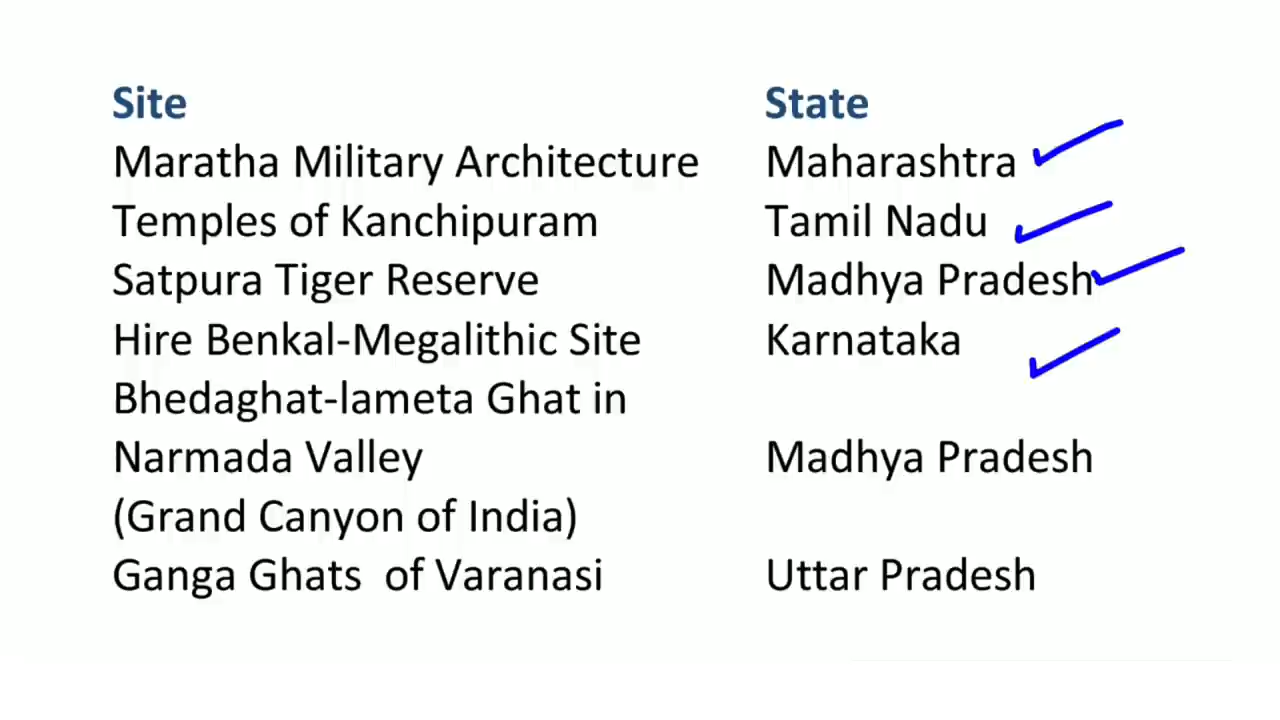 Site State
Maratha Military Architecture Maharashtra
Temples of Kanchipuram Tamil Nadu
Satpura Tiger Reserve Madhya Pradesh
Hire Benkal-Megalithic Site Karnataka
Bhedaghat-lameta Ghat in
Narmada Valley Madhya Pradesh
(Grand Canyon of India)
Ganga Ghats of Varanasi Uttar Pradesh